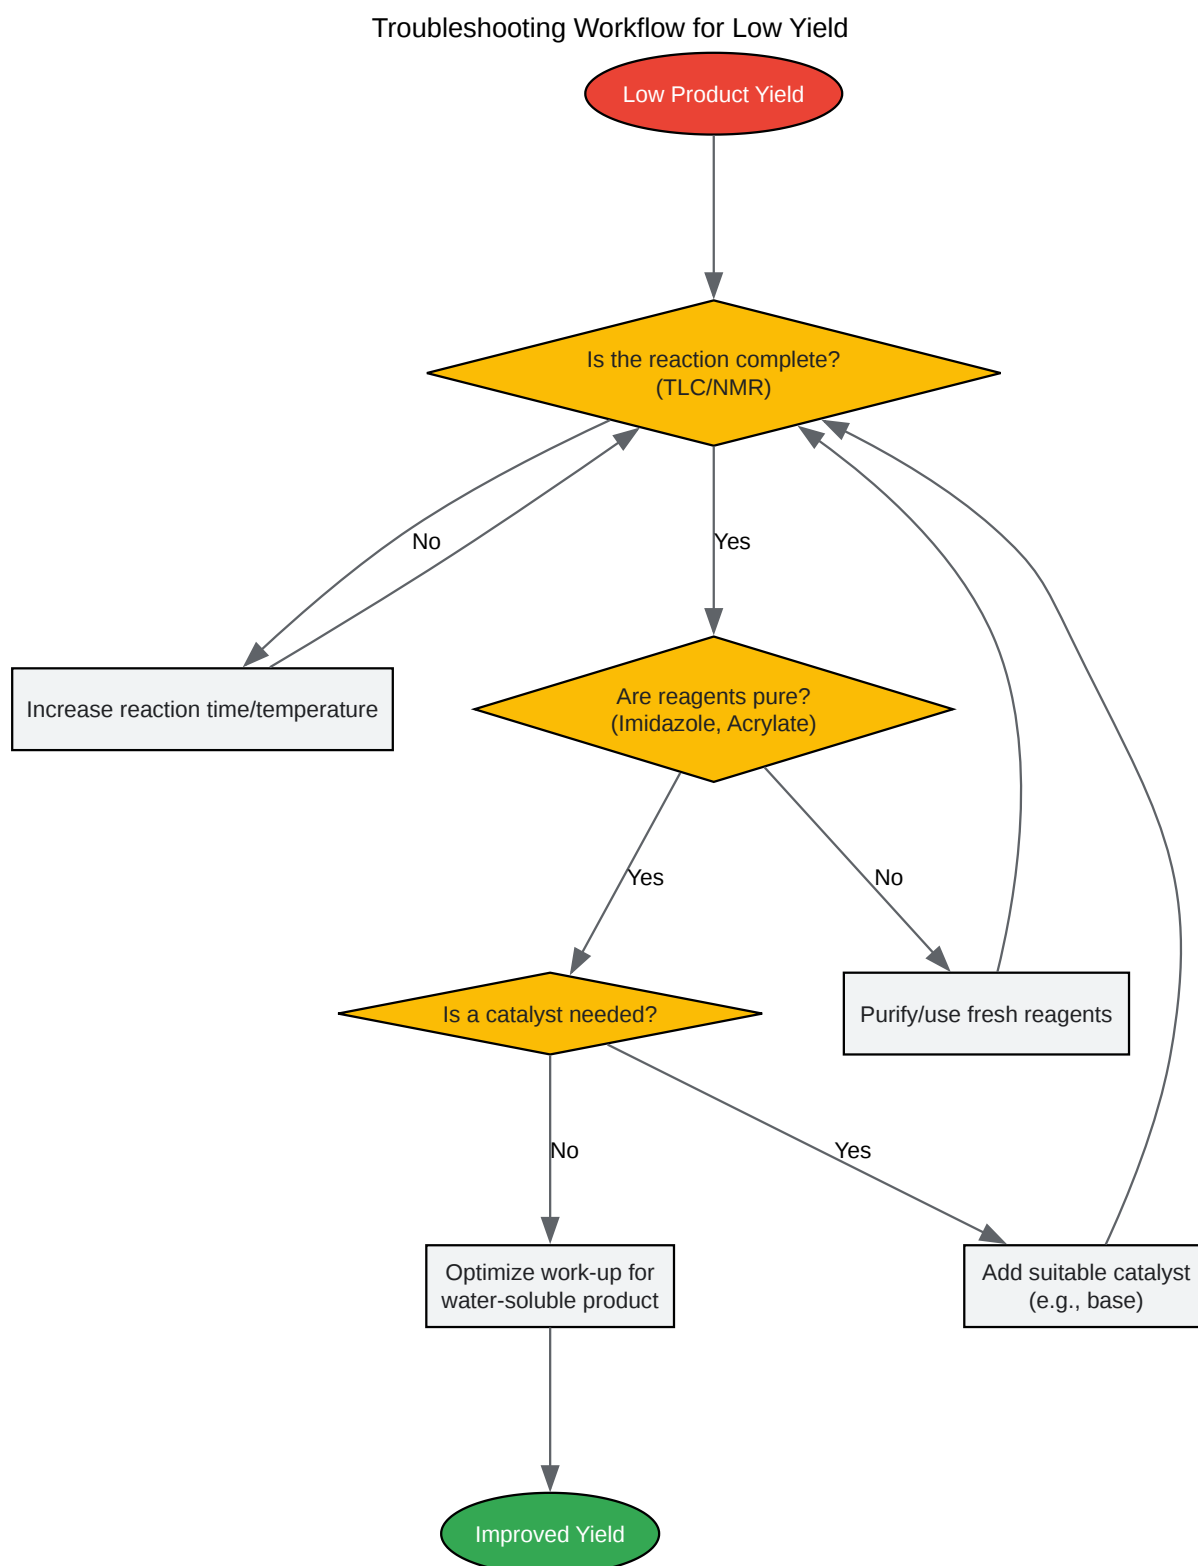 Troubleshooting Workflow for Low Yield
Low Product Yield
Is the reaction complete?
(TLC/NMR)
No
Yes
Increase reaction time/temperature
Are reagents pure?
(Imidazole, Acrylate)
Yes
No
Is a catalyst needed?
Purify/use fresh reagents
No
Yes
Optimize work-up for
water-soluble product
Add suitable catalyst
(e.g., base)
Improved Yield